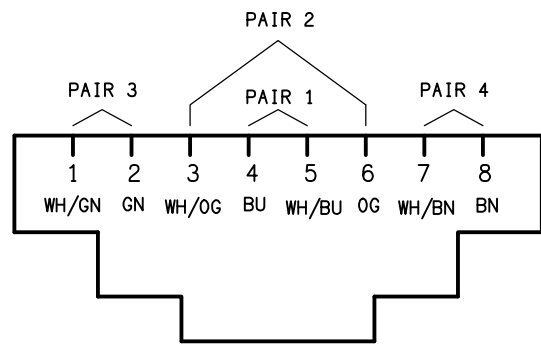 PAIR 2
PAIR 3 PAIR 1 PAIR 4
1 2 3 4 5 6 7 8
WH/GN GN WH/OG BU WH/BU OG WH/BN BN